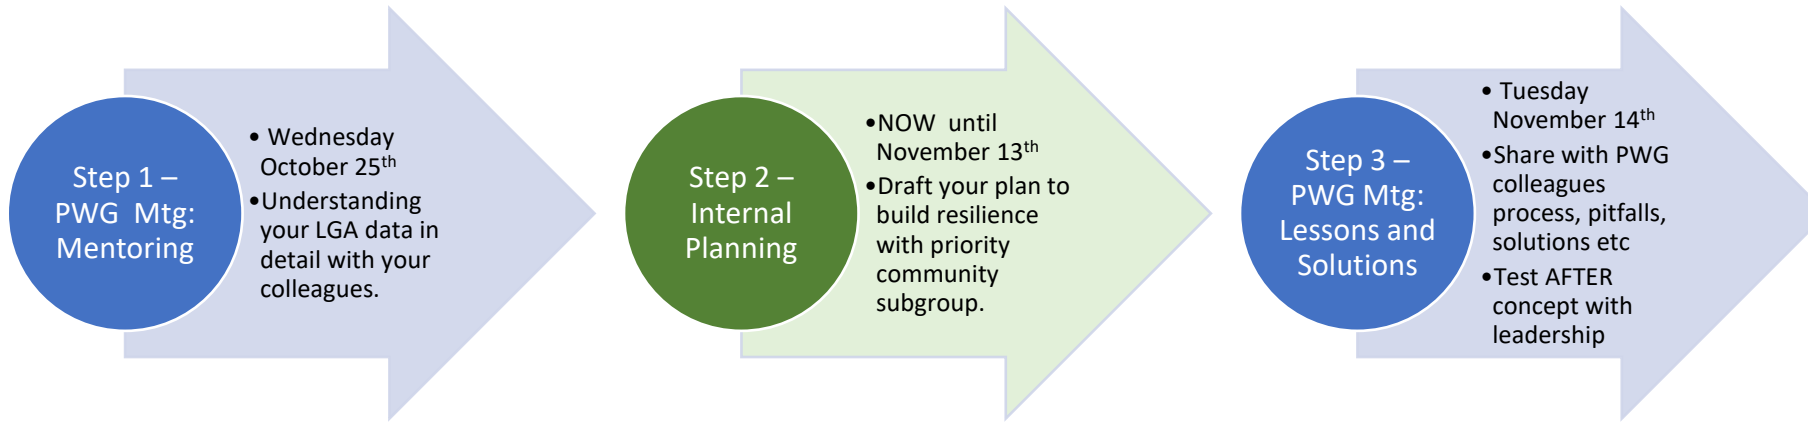 Step 1 –
PWG Mtg:
Mentoring
• Wednesday
October 25th
•Understanding
your LGA data in
detail with your
colleagues.
Step 2 –
Internal
Planning
•NOW until
November 13th
•Draft your plan to
build resilience
with priority
community
subgroup.
Step 3 –
PWG Mtg:
Lessons and
Solutions
• Tuesday
November 14th
•Share with PWG
colleagues
process, pitfalls,
solutions etc
•Test AFTER
concept with
leadership